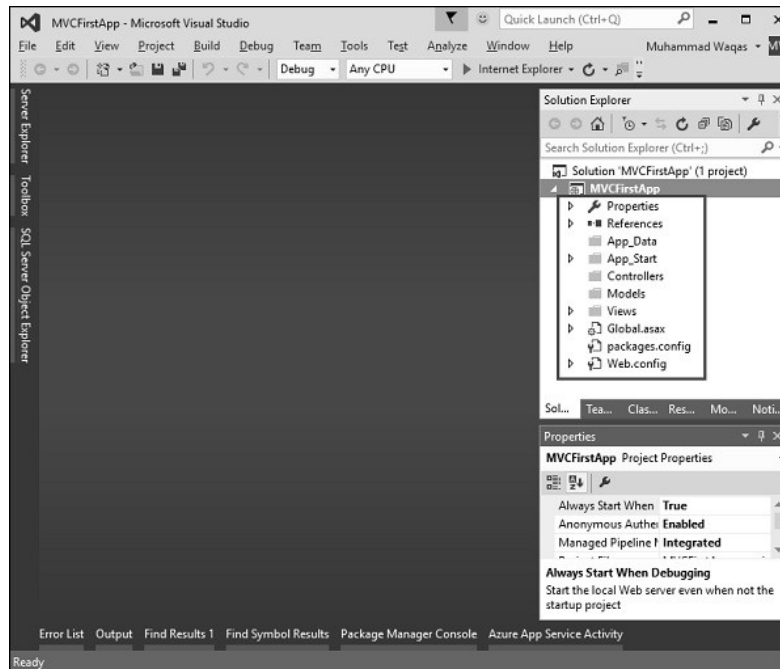 MVCFirstApp - Microsoft Visual Studio
Quick Launch (Ctrl+Q)
File Edit View Project Build Debug Team Tools Test Analyze Window Help Muhammad Waqas
Debug Any CPU Internet Explorer
Server Explorer
Toolbox
SQL Server Object Explorer
Solution Explorer
Search Solution Explorer (Ctrl+;)
Solution 'MVCFirstApp' (1 project)
MVCFirstApp
Properties
References
App_Data
App_Start
Controllers
Models
Views
Global.asax
packages.config
Web.config
Sol... Tea... Clas... Res... Mo... Noti...
Properties
MVCFirstApp Project Properties
Always Start When True
Anonymous Authe Enabled
Managed Pipeline Integrated
Always Start When Debugging
Start the local Web server even when not the
startup project
Error List Output Find Results 1 Find Symbol Results Package Manager Console Azure App Service Activity
Ready